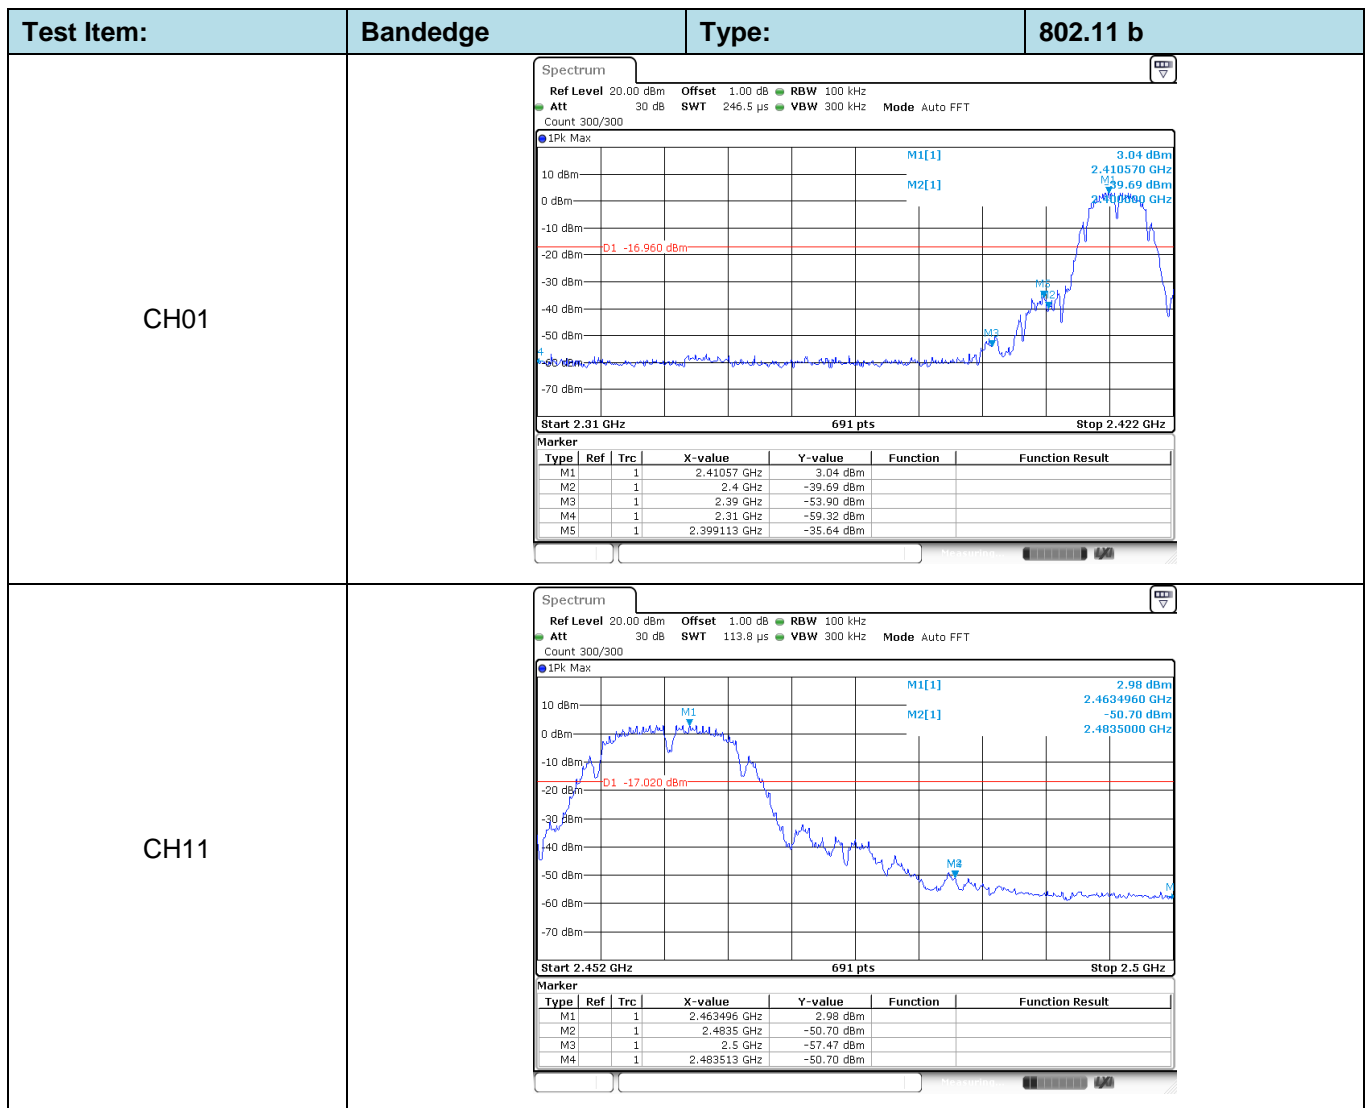 Test Item: Bandedge Type: 802.11 b
CH01
Spectrum
Ref Level 20.00 dBm Offset 1.00 dB RBW 100 kHz
Att 30 dB SWT 246.5 µs VBW 300 kHz Mode Auto FFT
Count 300/300
1Pk Max
M1[1] 3.04 dBm
2.410570 GHz
M2[1] -39.69 dBm
2.400000 GHz
M1
10 dBm
0 dBm
-10 dBm
D1 -16.960 dBm
-20 dBm
-30 dBm
M5
M2
-40 dBm
M3
-50 dBm
4
-60 dBm
-70 dBm
Start 2.31 GHz 691 pts Stop 2.422 GHz
Marker
Type Ref Trc X-value Y-value Function Function Result
M1 1 2.41057 GHz 3.04 dBm
M2 1 2.4 GHz -39.69 dBm
M3 1 2.39 GHz -53.90 dBm
M4 1 2.31 GHz -59.32 dBm
M5 1 2.399113 GHz -35.64 dBm
Measuring...
CH11
Spectrum
Ref Level 20.00 dBm Offset 1.00 dB RBW 100 kHz
Att 30 dB SWT 113.8 µs VBW 300 kHz Mode Auto FFT
Count 300/300
1Pk Max
M1[1] 2.98 dBm
2.4634960 GHz
M2[1] -50.70 dBm
2.4835000 GHz
10 dBm
M1
0 dBm
-10 dBm
D1 -17.020 dBm
-20 dBm
-30 dBm
-40 dBm
-50 dBm
M
-60 dBm
-70 dBm
Start 2.452 GHz 691 pts Stop 2.5 GHz
Marker
Type Ref Trc X-value Y-value Function Function Result
M1 1 2.463496 GHz 2.98 dBm
M2 1 2.4835 GHz -50.70 dBm
M3 1 2.5 GHz -57.47 dBm
M4 1 2.483513 GHz -50.70 dBm
Measuring...